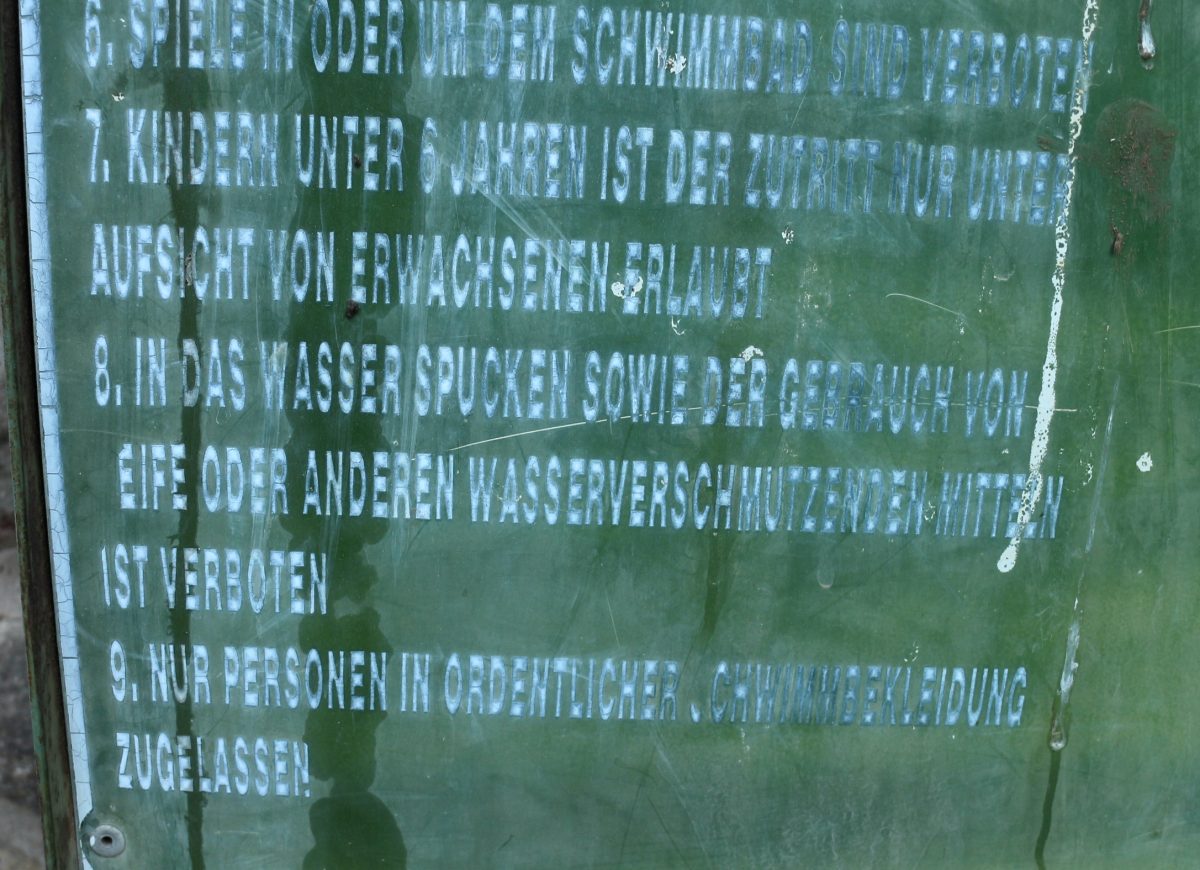 6. SPIELE IN ODER UM DEM SCHWIMMBAD SIND VERBOTEN
7. KINDERN UNTER 6 JAHREN IST DER ZUTRITT NUR UNTER
AUFSICHT VON ERWACHSENEN ERLAUBT
8. IN DAS WASSER SPUCKEN SOWIE DER GEBRAUCH VON
EIFE ODER ANDEREN WASSERVERSCHMUTZENDEN MITTELN
IST VERBOTEN
9. NUR PERSONEN IN ORDENTLICHER .CHWIMMBEKLEIDUNG
ZUGELASSEN